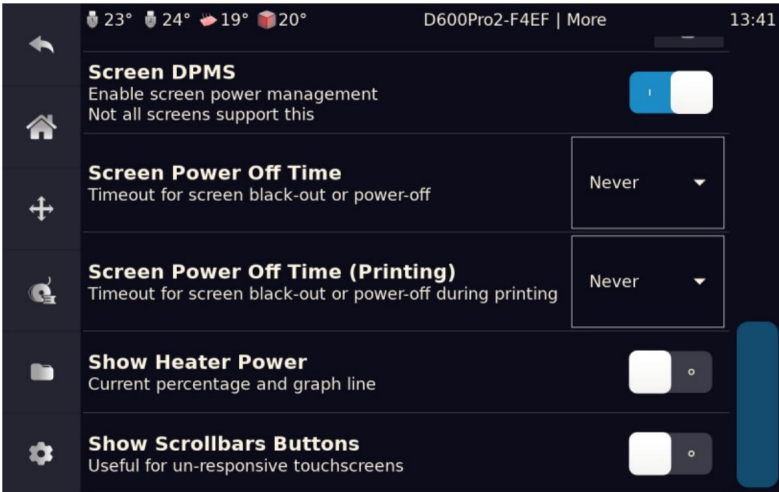 23° 24° 19° 20° D600Pro2-F4EF | More 13:41
Screen DPMS
Enable screen power management
Not all screens support this
Screen Power Off Time
Timeout for screen black-out or power-off
Never
Screen Power Off Time (Printing)
Timeout for screen black-out or power-off during printing
Never
Show Heater Power
Current percentage and graph line
Show Scrollbars Buttons
Useful for un-responsive touchscreens